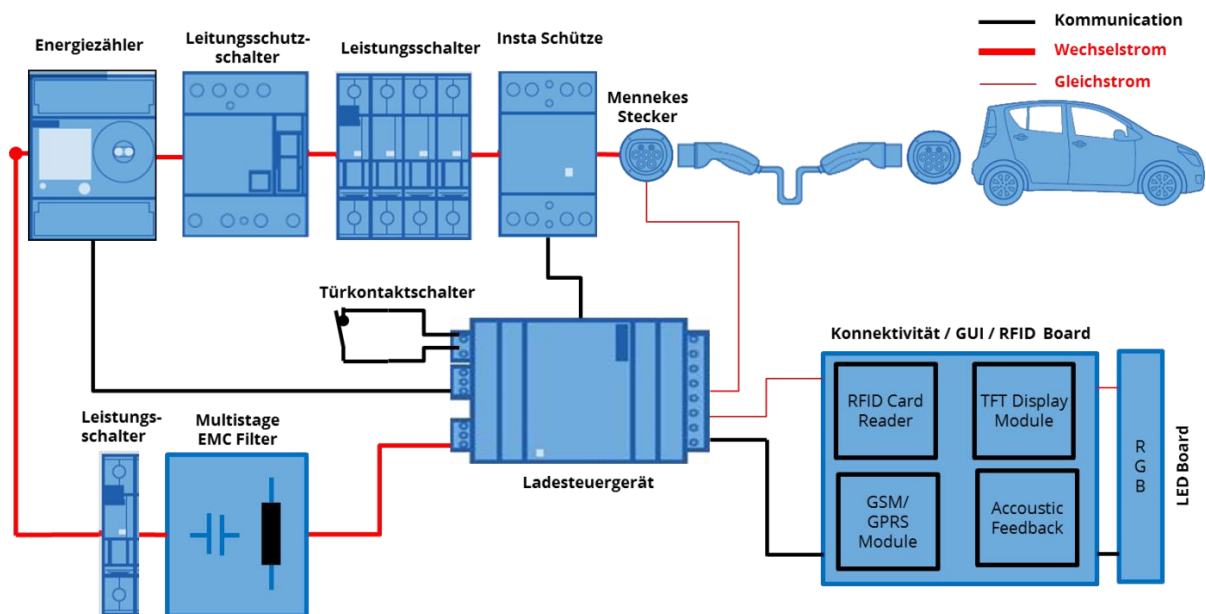 Kommunication
Wechselstrom
Gleichstrom
Energiezähler
Leitungsschutz-
schalter
Leistungsschalter
Insta Schütze
Mennekes
Stecker
Türkontaktschalter
Leistungs-
schalter
Multistage
EMC Filter
Ladesteuergerät
Konnektivität / GUI / RFID Board
RFID Card
Reader
TFT Display
Module
GSM/
GPRS
Module
Accoustic
Feedback
R
G
B
LED Board